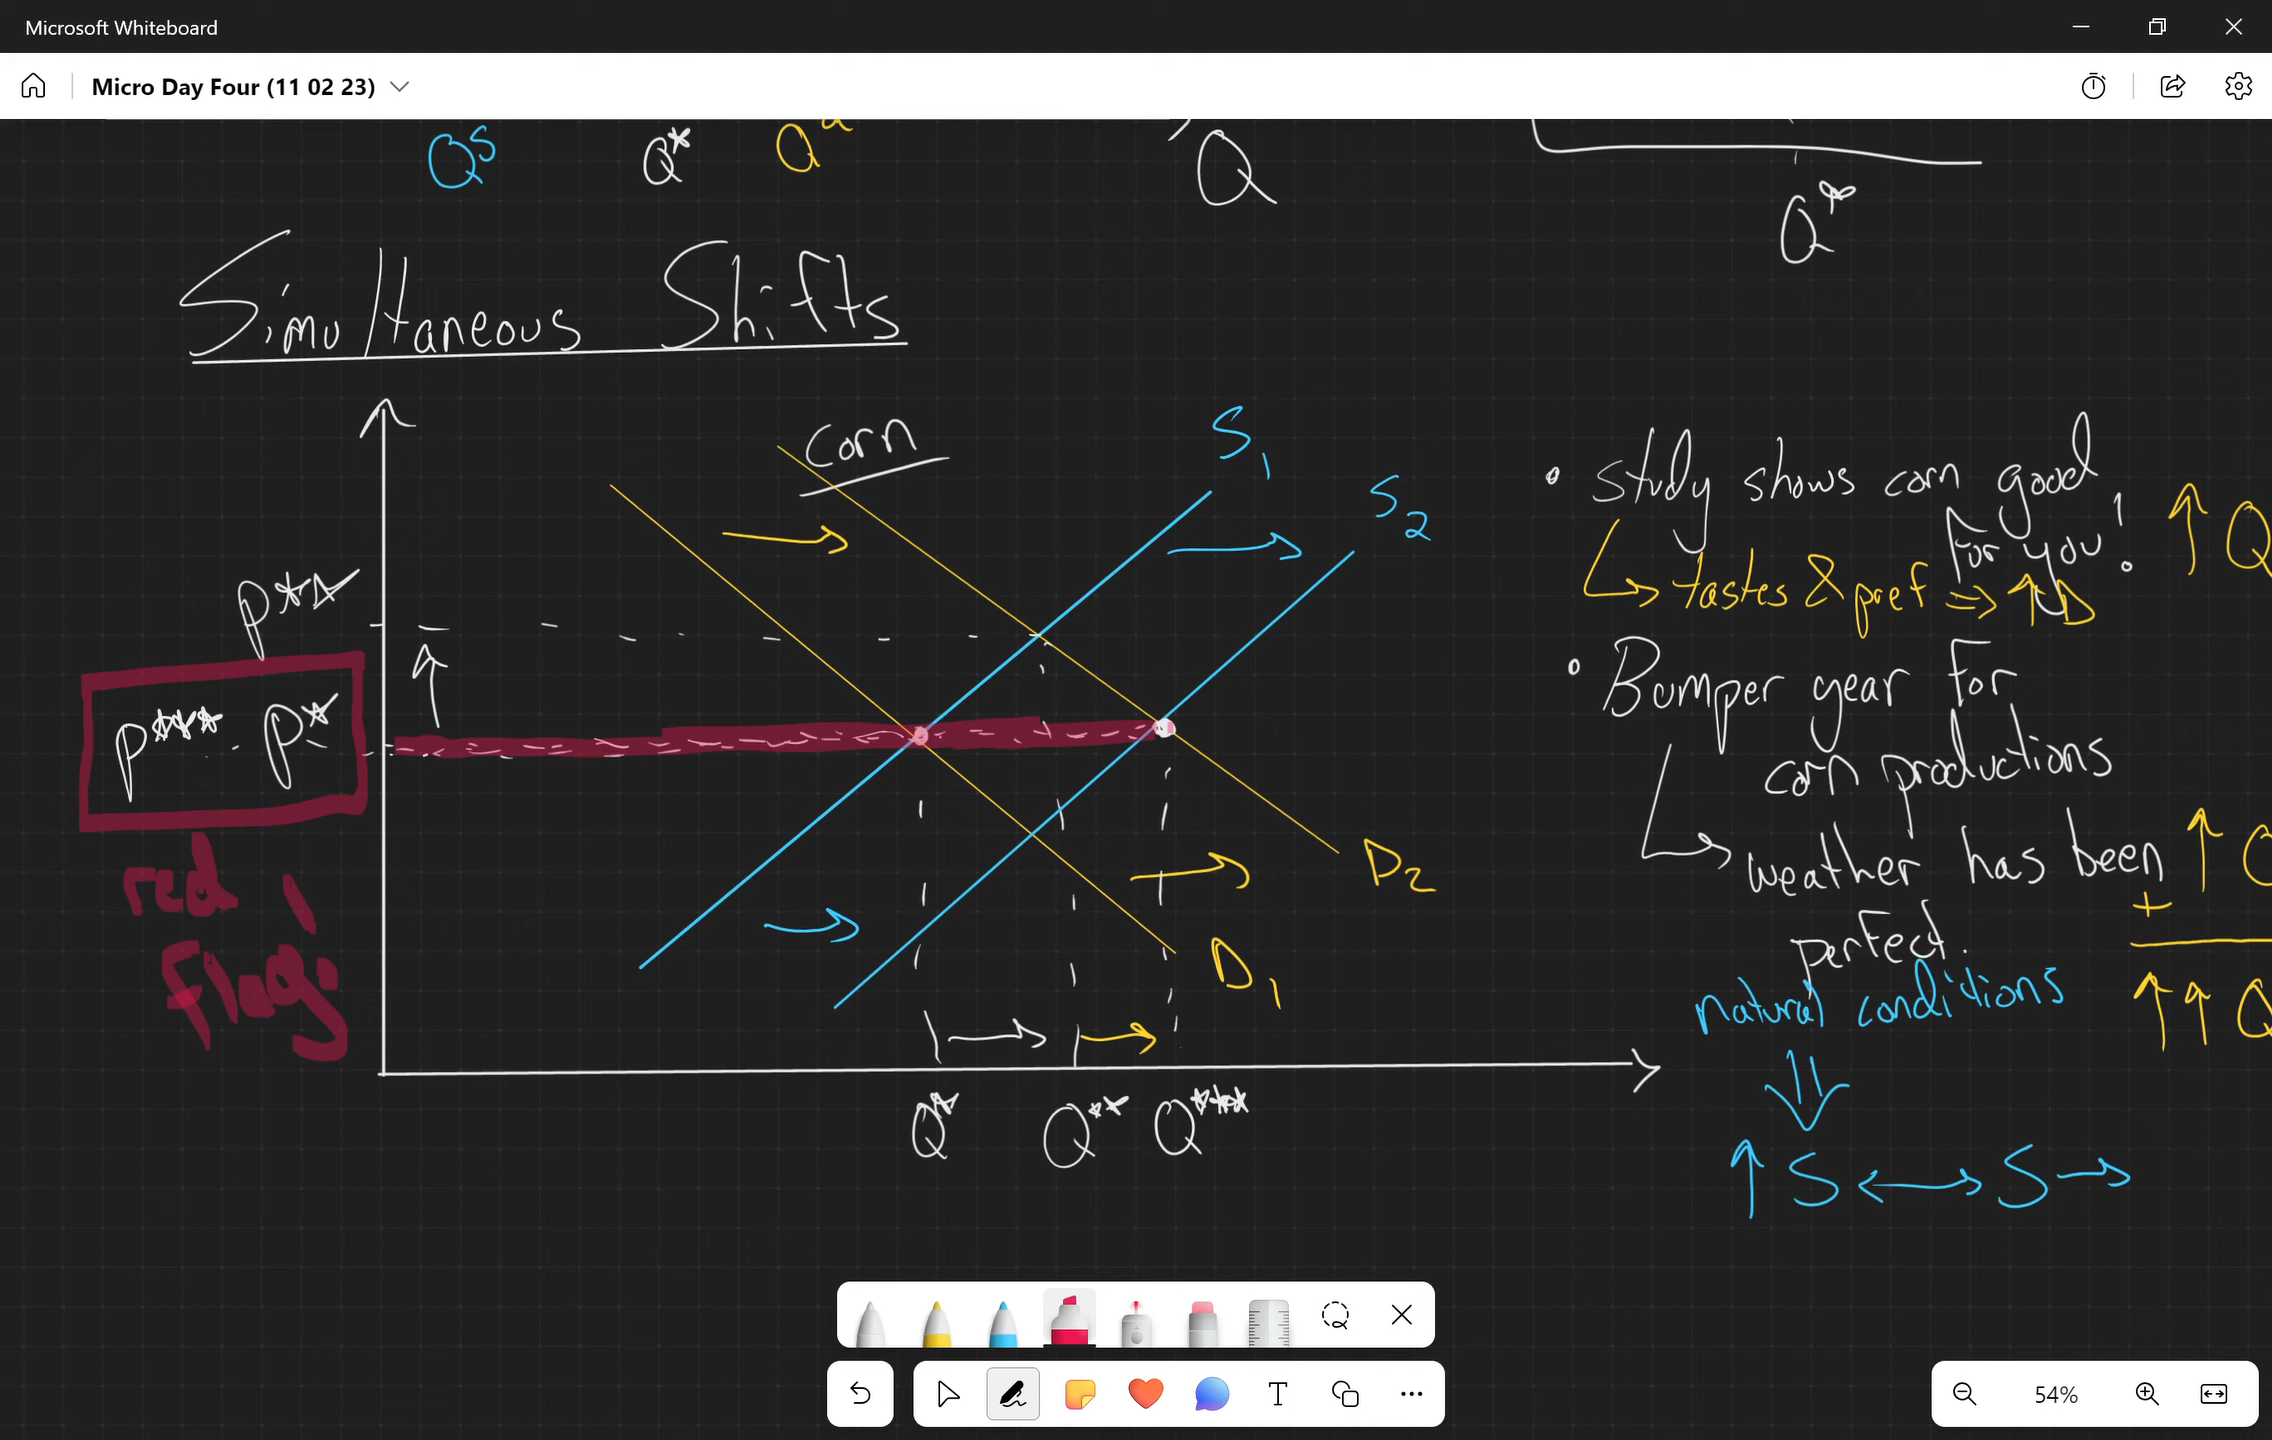 Microsoft Whiteboard
Micro Day Four (11 02 23)
Q^S Q* Q^d Q
Q*
Simultaneous Shifts
Corn
S1
S2
P**
P*** . P*
red flag!
D2
D1
Q* Q** Q***
• Study shows corn good for you! ↑ Q
↳ tastes & pref => ↑ D
• Bumper year for
corn productions
↳ weather has been perfect.
↑ Q
+
↑↑ Q
natural conditions
⇓
↑ S ↔ S →
54%